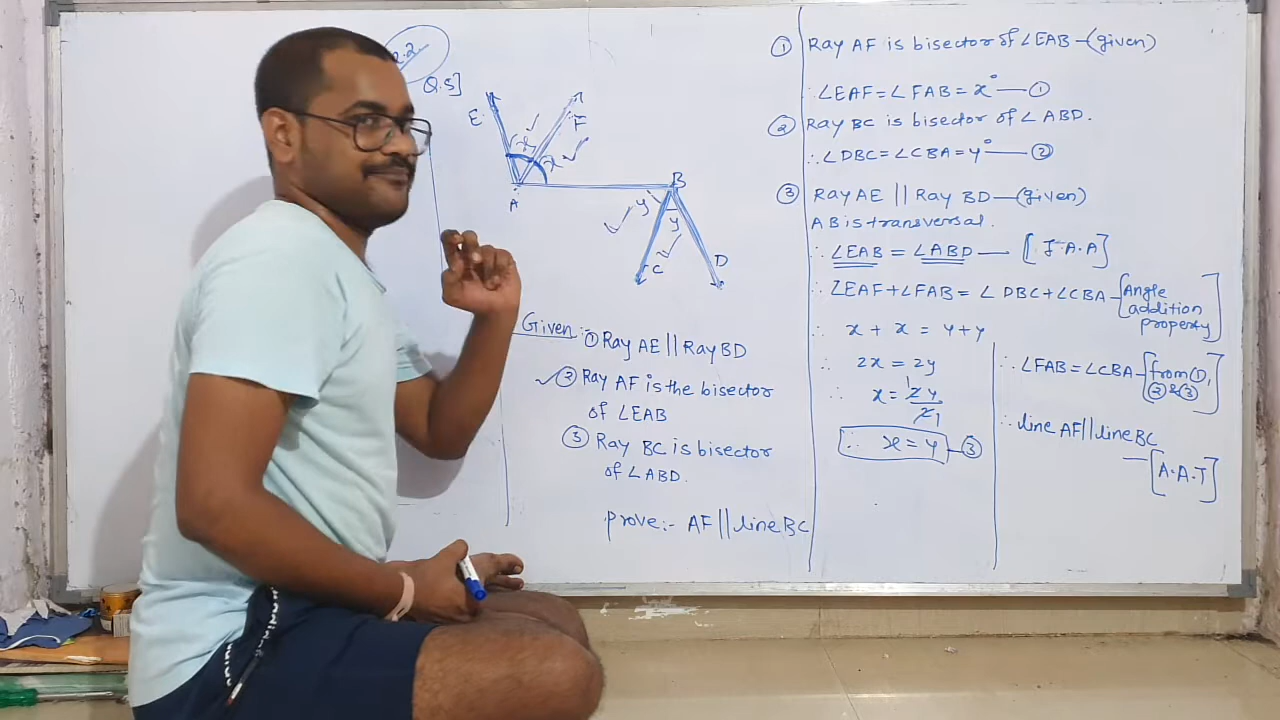 Q.5]
E
F
x
x
A
B
y
y
C
D
Given :- ① Ray AE || Ray BD
② Ray AF is the bisector
of ∠EAB
③ Ray BC is bisector
of ∠ABD.
prove:- AF || line BC
① Ray AF is bisector of ∠EAB -(given)
∴ ∠EAF = ∠FAB = x° — ①
② Ray BC is bisector of ∠ABD.
∴ ∠DBC = ∠CBA = y° — ②
③ Ray AE || Ray BD — (given)
AB is transversal.
∴ ∠EAB = ∠ABD — [I.A.A]
∴ ∠EAF + ∠FAB = ∠DBC + ∠CBA - [Angle
addition
property]
∴ x + x = y + y
∴ 2x = 2y
∴ x = 2y/2
∴ x = y - ③
∴ ∠FAB = ∠CBA - [from ①,
② & ③]
∴ line AF || line BC
— [A.A.T]